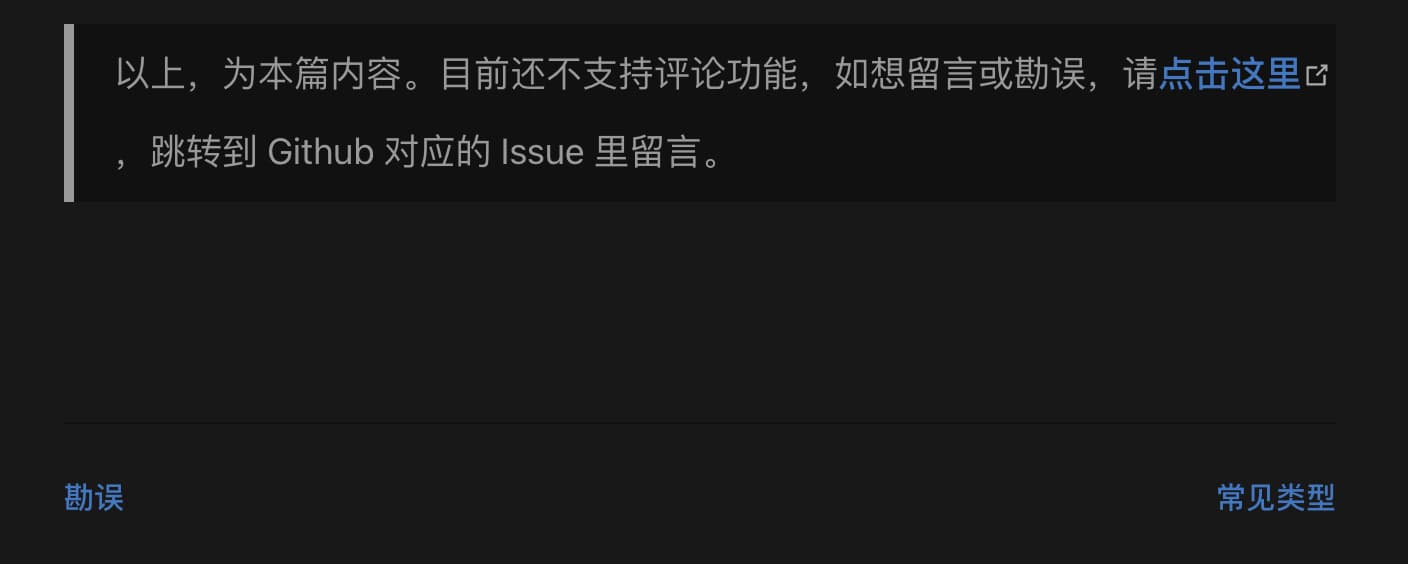 以上，为本篇内容。目前还不支持评论功能，如想留言或勘误，请点击这里
，跳转到 Github 对应的 Issue 里留言。
勘误
常见类型